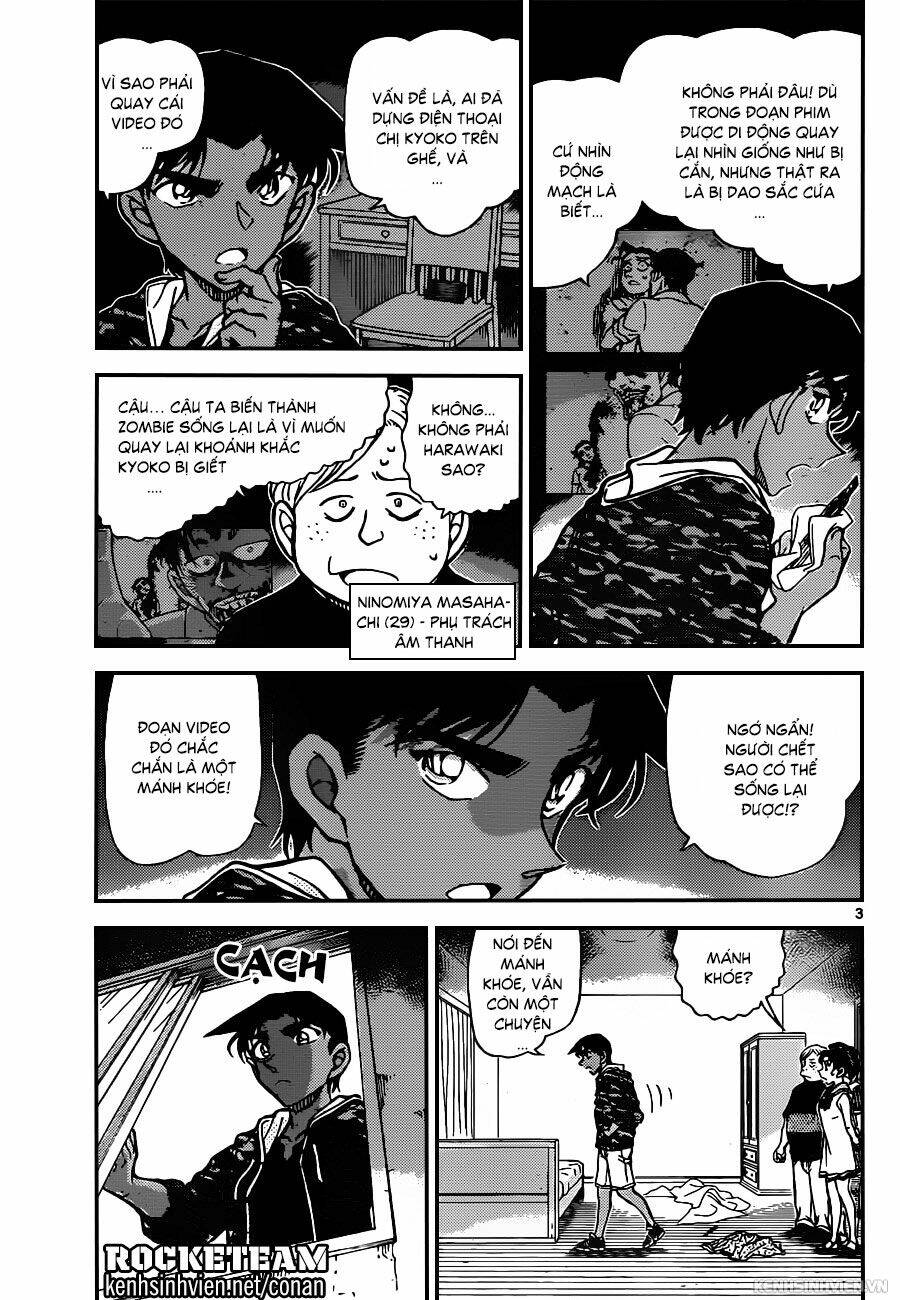 KHÔNG PHẢI ĐÂU! DÙ
TRONG ĐOẠN PHIM
ĐƯỢC DI ĐỘNG QUAY
LẠI NHÌN GIỐNG NHƯ BỊ
CẮN, NHƯNG THẬT RA
LÀ BỊ DAO SẮC CỨA
...
CỨ NHÌN
ĐỘNG
MẠCH LÀ
BIẾT...
VẤN ĐỀ LÀ, AI ĐÃ
DỰNG ĐIỆN THOẠI
CHỊ KYOKO TRÊN
GHẾ, VÀ
...
VÌ SAO PHẢI
QUAY CÁI
VIDEO ĐÓ
...
KHÔNG...
KHÔNG PHẢI
HARAWAKI
SAO?
CẬU... CẬU TA BIẾN THÀNH
ZOMBIE SỐNG LẠI LÀ VÌ MUỐN
QUAY LẠI KHOẢNH KHẮC
KYOKO BỊ GIẾT
....
NINOMIYA MASAHA-
CHI (29) - PHỤ TRÁCH
ÂM THANH
NGỚ NGẨN!
NGƯỜI CHẾT
SAO CÓ THỂ
SỐNG LẠI
ĐƯỢC!?
ĐOẠN VIDEO
ĐÓ CHẮC
CHẮN LÀ MỘT
MÁNH KHÓE!
3
MÁNH
KHÓE?
NÓI ĐẾN
MÁNH
KHÓE, VẪN
CÒN MỘT
CHUYỆN
...
CẠCH
ROCKETEAM
kenhsinhvien.net/conan
KENHSINHVIEN.VN